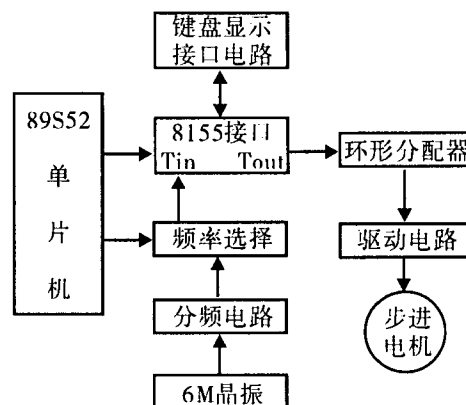 键盘显示
接口电路
89S52
单
片
机
8155接口
Tin Tout
环形分配器
频率选择
驱动电路
分频电路
步进
电机
6M晶振